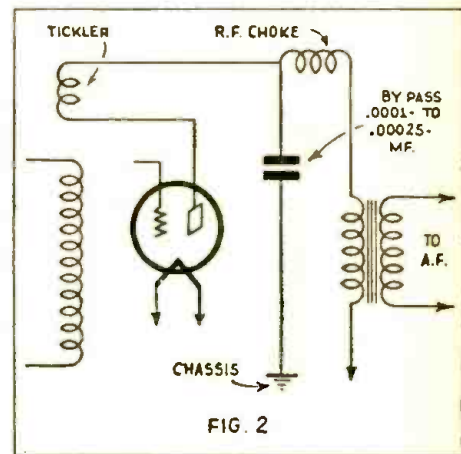 TICKLER
R.F. CHOKE
BY PASS
.0001- TO
.00025-
MF.
TO
A.F.
CHASSIS
FIG. 2